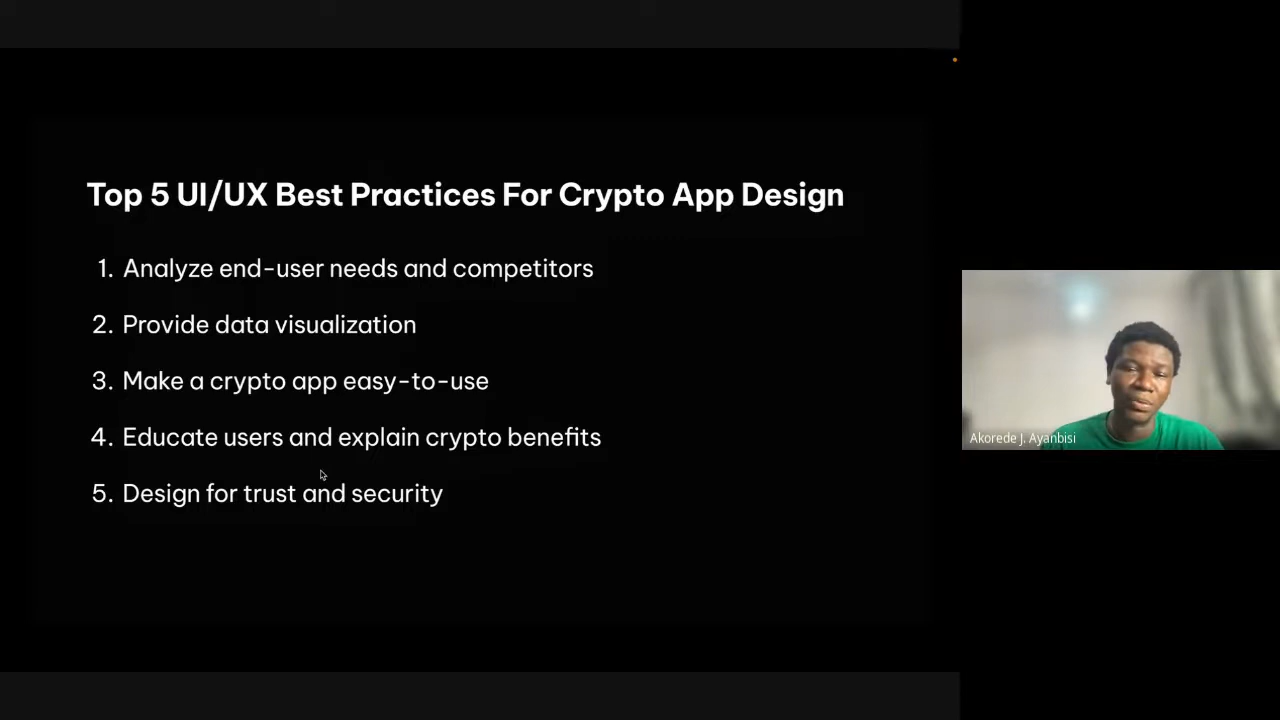 Top 5 UI/UX Best Practices For Crypto App Design
1. Analyze end-user needs and competitors
2. Provide data visualization
3. Make a crypto app easy-to-use
4. Educate users and explain crypto benefits
5. Design for trust and security
Akorede J. Ayanbisi